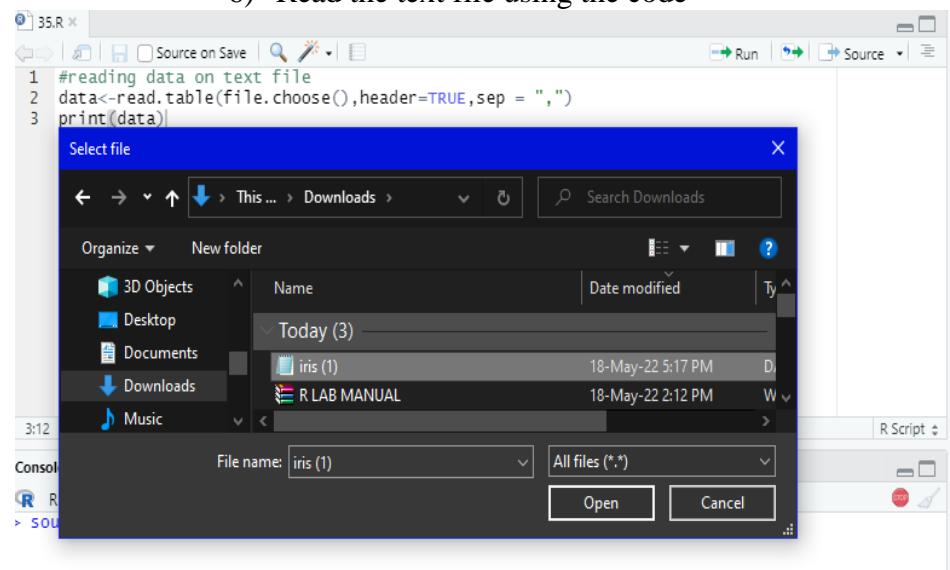 Read the text file using the code
35.R
Source on Save
Run
Source
1 #reading data on text file
2 data<-read.table(file.choose(),header=TRUE,sep = ",")
3 print(data)
Select file
This ... › Downloads ›
Search Downloads
Organize
New folder
3D Objects
Name
Date modified
Ty
Desktop
Today (3)
Documents
iris (1)
18-May-22 5:17 PM
D
Downloads
R LAB MANUAL
18-May-22 2:12 PM
W
Music
3:12
R Script
File name:
iris (1)
All files (*.*)
Consol
Open
Cancel
R
> sou